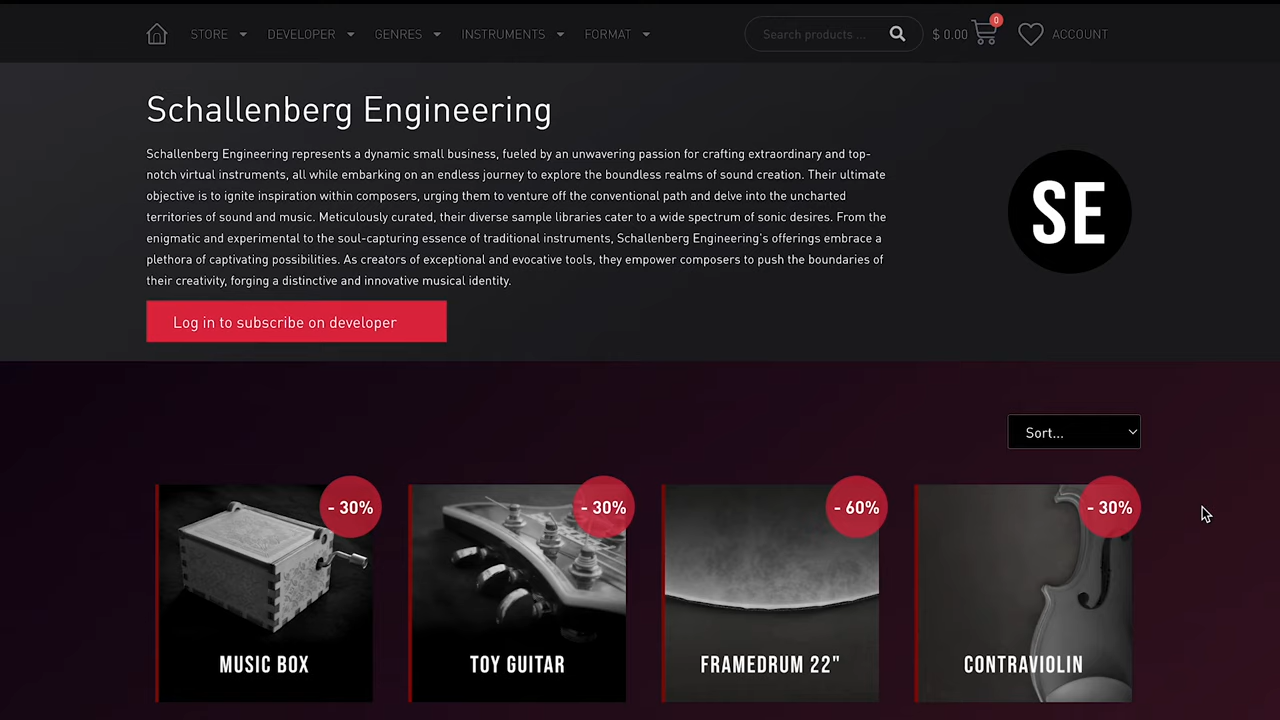 STORE DEVELOPER GENRES INSTRUMENTS FORMAT Search products ... $ 0.00 0 ACCOUNT
Schallenberg Engineering
Schallenberg Engineering represents a dynamic small business, fueled by an unwavering passion for crafting extraordinary and top-
notch virtual instruments, all while embarking on an endless journey to explore the boundless realms of sound creation. Their ultimate
objective is to ignite inspiration within composers, urging them to venture off the conventional path and delve into the uncharted
territories of sound and music. Meticulously curated, their diverse sample libraries cater to a wide spectrum of sonic desires. From the
enigmatic and experimental to the soul-capturing essence of traditional instruments, Schallenberg Engineering's offerings embrace a
plethora of captivating possibilities. As creators of exceptional and evocative tools, they empower composers to push the boundaries of
their creativity, forging a distinctive and innovative musical identity.
SE
Log in to subscribe on developer
Sort...
- 30% - 30% - 60% - 30%
MUSIC BOX TOY GUITAR FRAMEDRUM 22" CONTRAVIOLIN